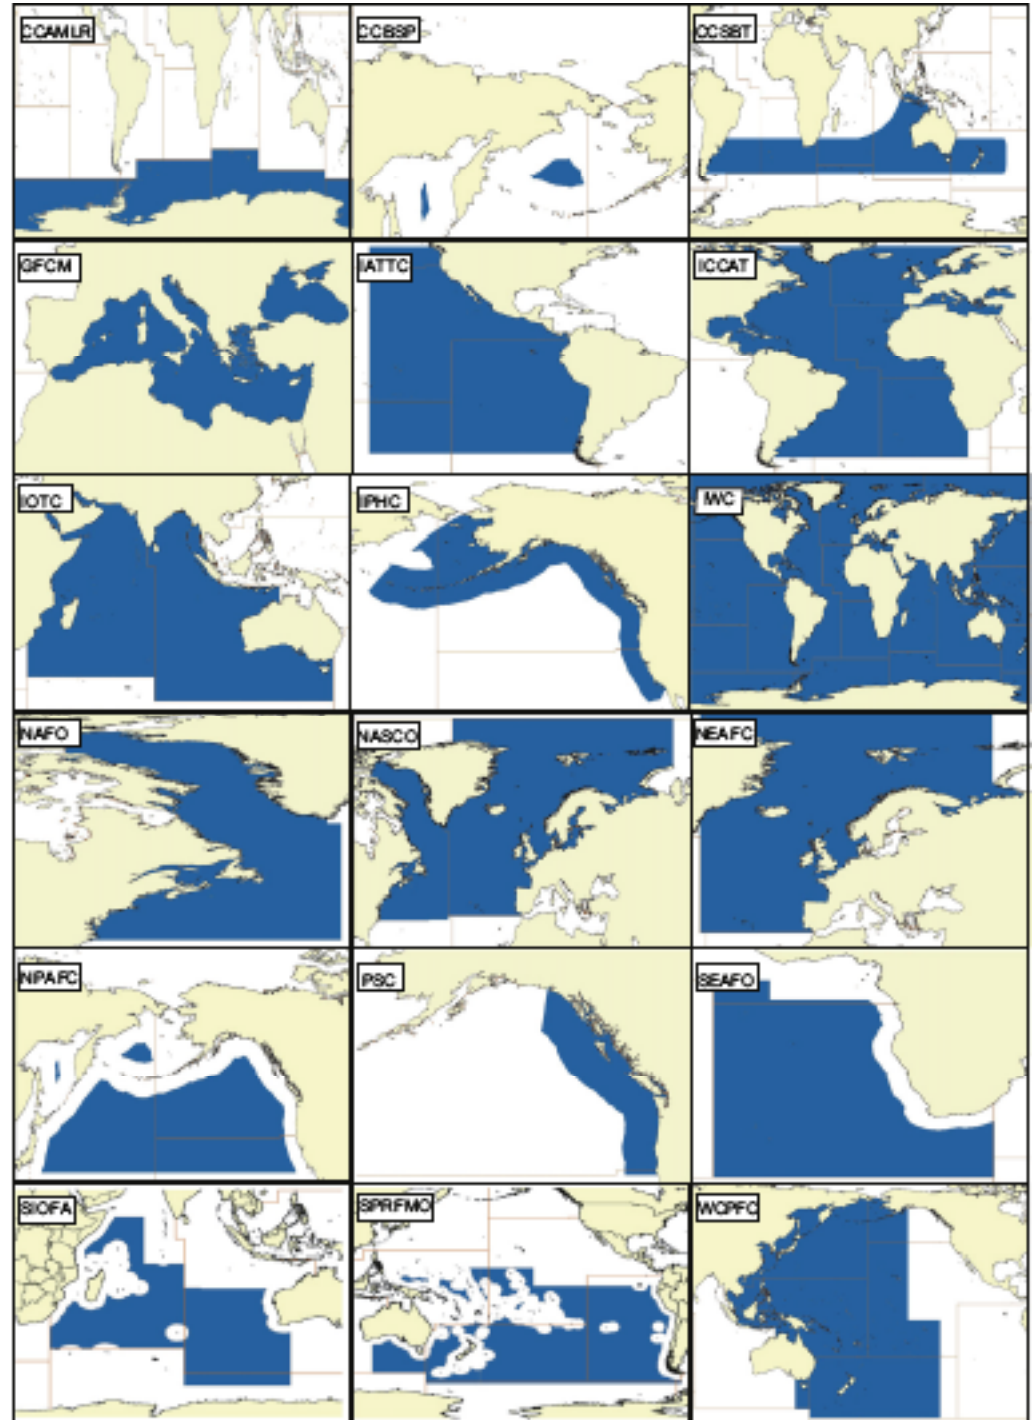 CCAMLR
CCBSP
CCSBT
GFCM
IATTC
ICCAT
IOTC
IPHC
IWC
NAFO
NASCO
NEAFC
NPAFC
PSC
SEAFO
SIOFA
SPRFMO
WCPFC